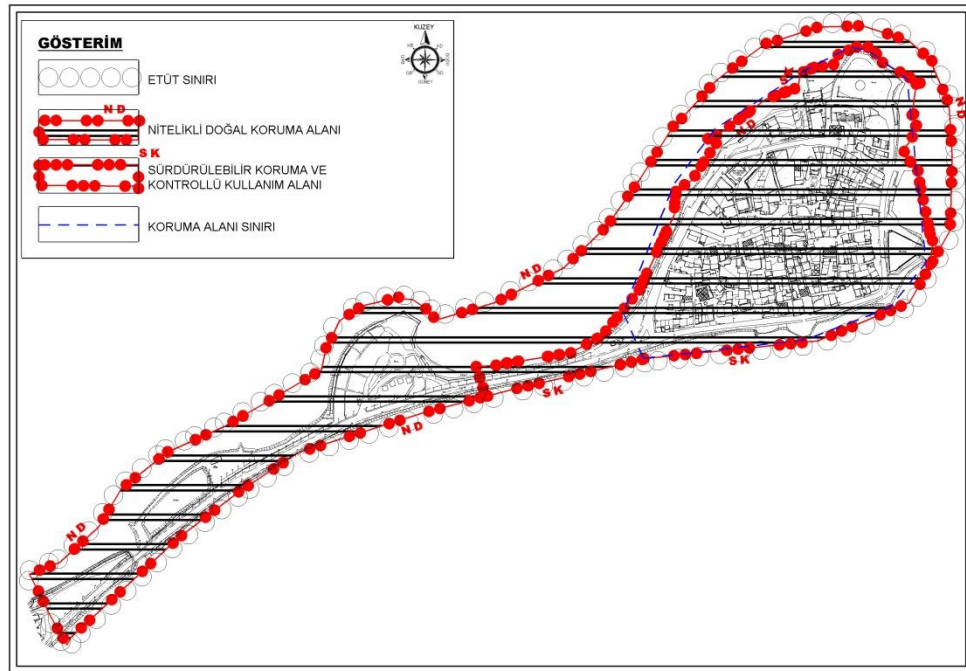 GÖSTERİM
KUZEY
ETÜT SINIRI
N D
NİTELİKLİ DOĞAL KORUMA ALANI
S K
SÜRDÜRÜLEBİLİR KORUMA VE
KONTROLLÜ KULLANIM ALANI
KORUMA ALANI SINIRI
S K
N D
N D
N D
S K
S K
N D
N D